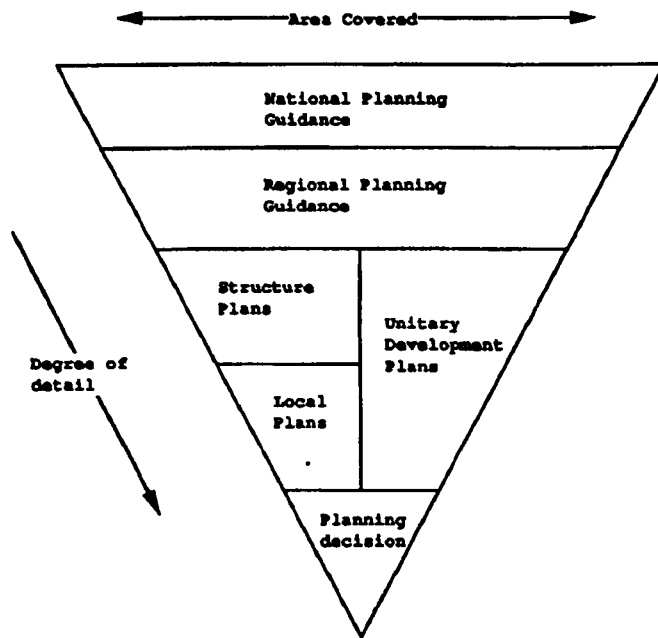 Area Covered
National Planning
Guidance
Regional Planning
Guidance
Structure
Plans
Unitary
Development
Plans
Degree of
detail
Local
Plans
Planning
decision